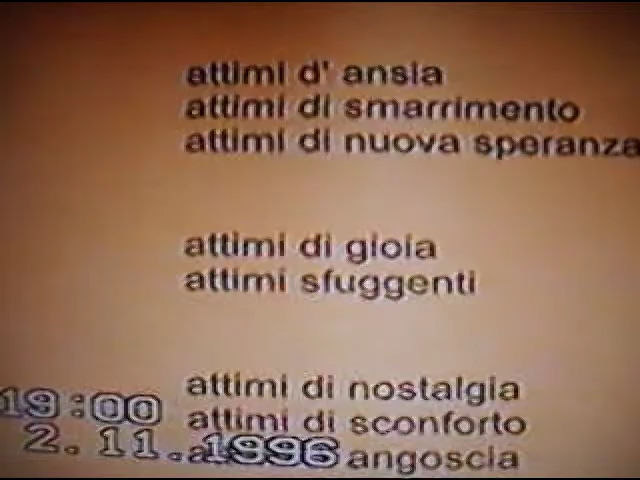 attimi d' ansia
attimi di smarrimento
attimi di nuova speranza
attimi di gioia
attimi sfuggenti
attimi di nostalgia
19:00
attimi di sconforto
2.11.1996
angoscia